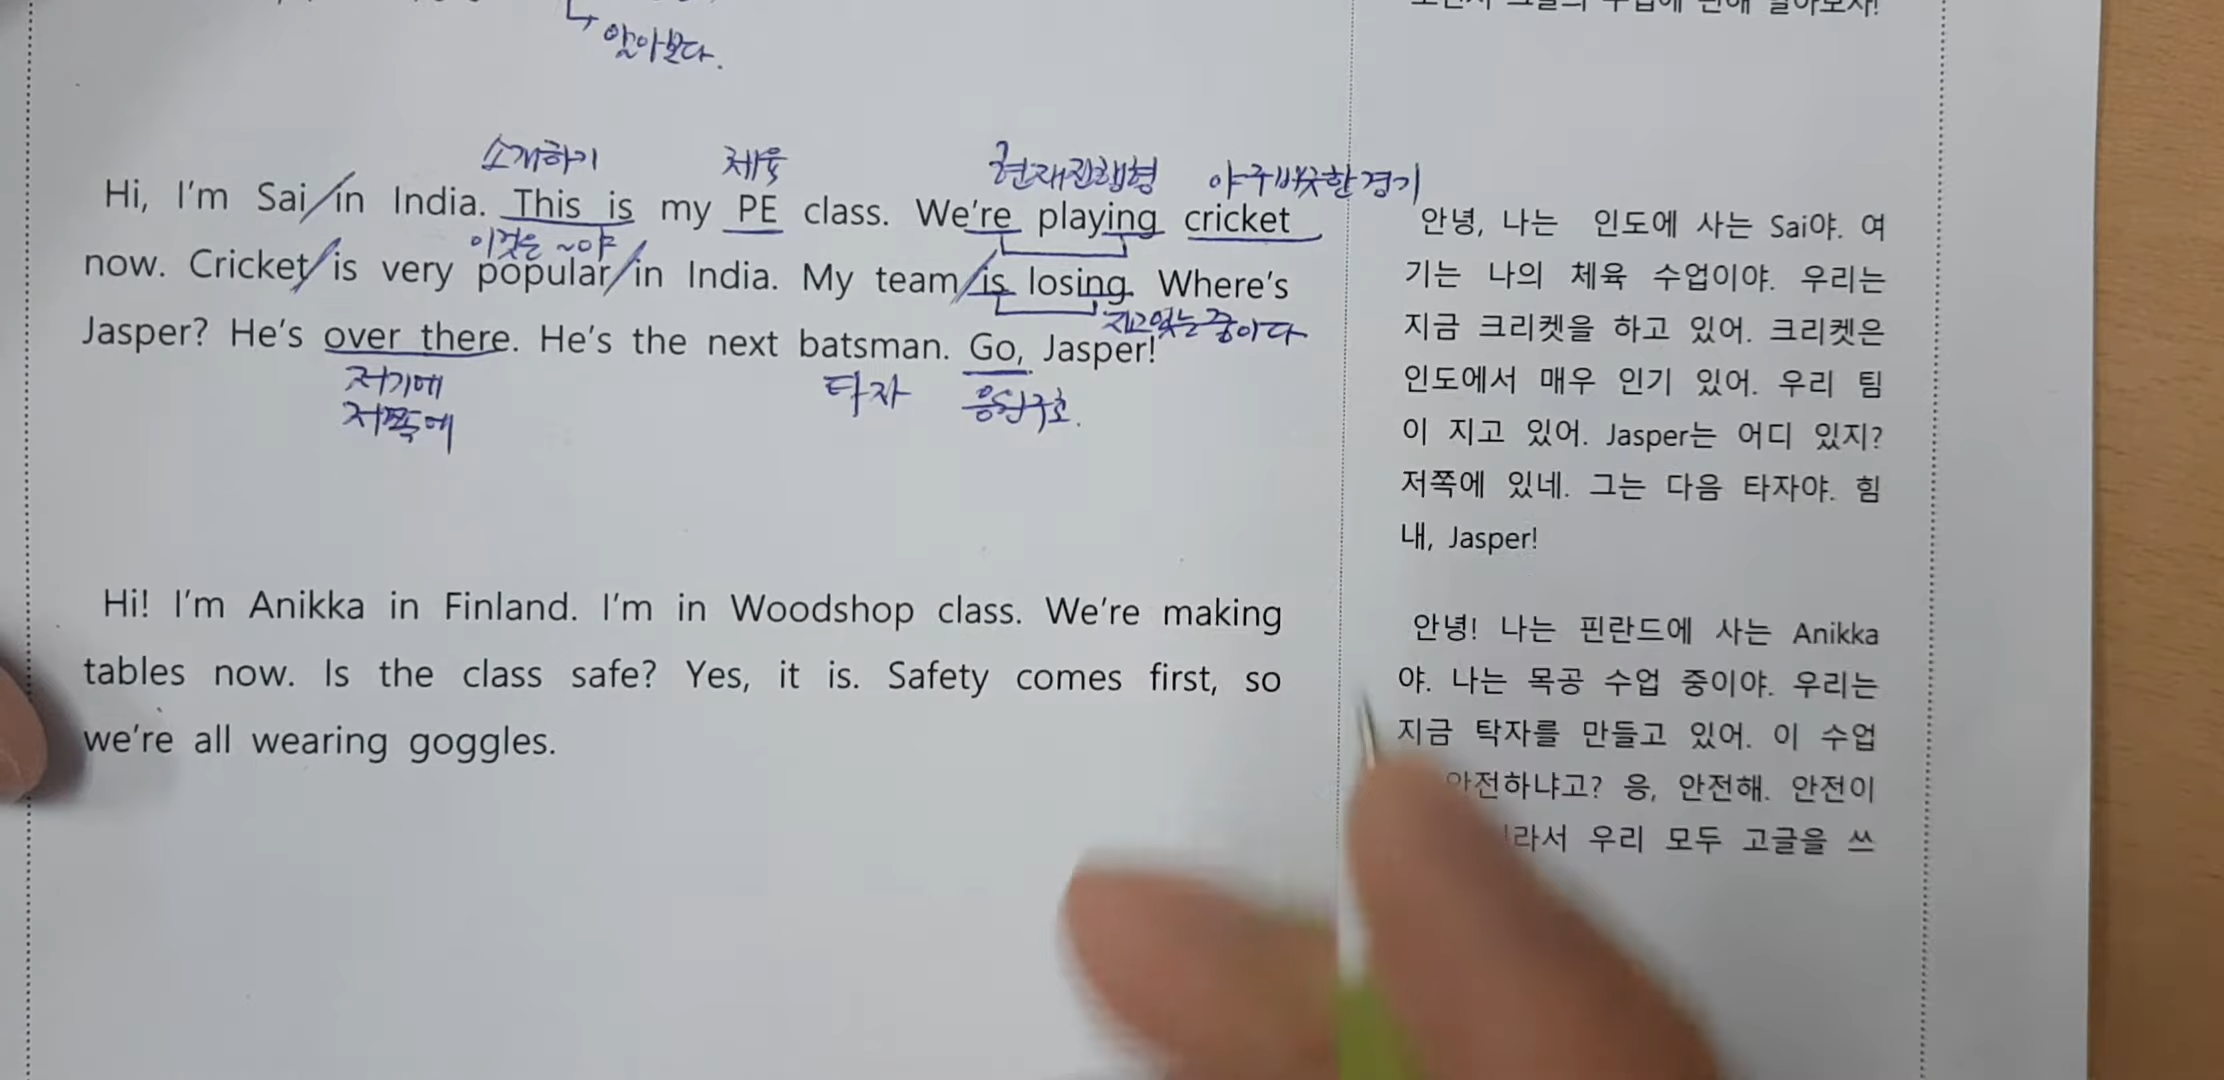 알아보다.
소개하기 체육 현재진행형 야구비슷한 경기
Hi, I'm Sai in India. This is my PE class. We're playing cricket
이것은 ~야
now. Cricket is very popular in India. My team is losing. Where's
지고 있는 중이다
Jasper? He's over there. He's the next batsman. Go, Jasper!
저기에 타자 응원구호.
저쪽에
Hi! I'm Anikka in Finland. I'm in Woodshop class. We're making
tables now. Is the class safe? Yes, it is. Safety comes first, so
we're all wearing goggles.
안녕, 나는 인도에 사는 Sai야. 여
기는 나의 체육 수업이야. 우리는
지금 크리켓을 하고 있어. 크리켓은
인도에서 매우 인기 있어. 우리 팀
이 지고 있어. Jasper는 어디 있지?
저쪽에 있네. 그는 다음 타자야. 힘
내, Jasper!
안녕! 나는 핀란드에 사는 Anikka
야. 나는 목공 수업 중이야. 우리는
지금 탁자를 만들고 있어. 이 수업
안전하냐고? 응, 안전해. 안전이
라서 우리 모두 고글을 쓰